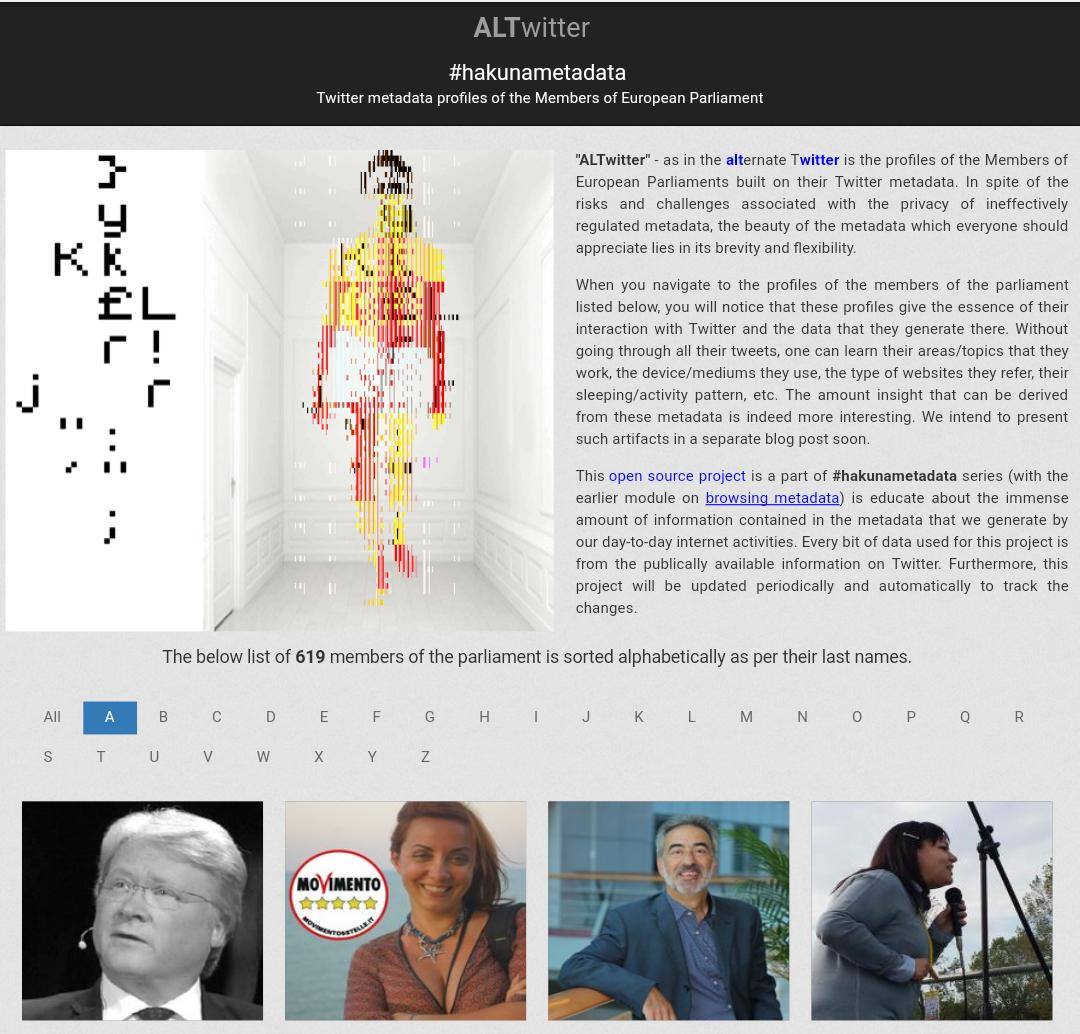 ALTwitter
#hakunametadata
Twitter metadata profiles of the Members of European Parliament
}
y
K k
£L
r !
j r
" :
, "
;
"ALTwitter" - as in the alternate Twitter is the profiles of the Members of
European Parliaments built on their Twitter metadata. In spite of the
risks and challenges associated with the privacy of ineffectively
regulated metadata, the beauty of the metadata which everyone should
appreciate lies in its brevity and flexibility.
When you navigate to the profiles of the members of the parliament
listed below, you will notice that these profiles give the essence of their
interaction with Twitter and the data that they generate there. Without
going through all their tweets, one can learn their areas/topics that they
work, the device/mediums they use, the type of websites they refer, their
sleeping/activity pattern, etc. The amount insight that can be derived
from these metadata is indeed more interesting. We intend to present
such artifacts in a separate blog post soon.
This open source project is a part of #hakunametadata series (with the
earlier module on browsing metadata) is educate about the immense
amount of information contained in the metadata that we generate by
our day-to-day internet activities. Every bit of data used for this project is
from the publically available information on Twitter. Furthermore, this
project will be updated periodically and automatically to track the
changes.
The below list of 619 members of the parliament is sorted alphabetically as per their last names.
All A B C D E F G H I J K L M N O P Q R
S T U V W X Y Z
MOVIMENTO
MOVIMENTO5STELLE.IT